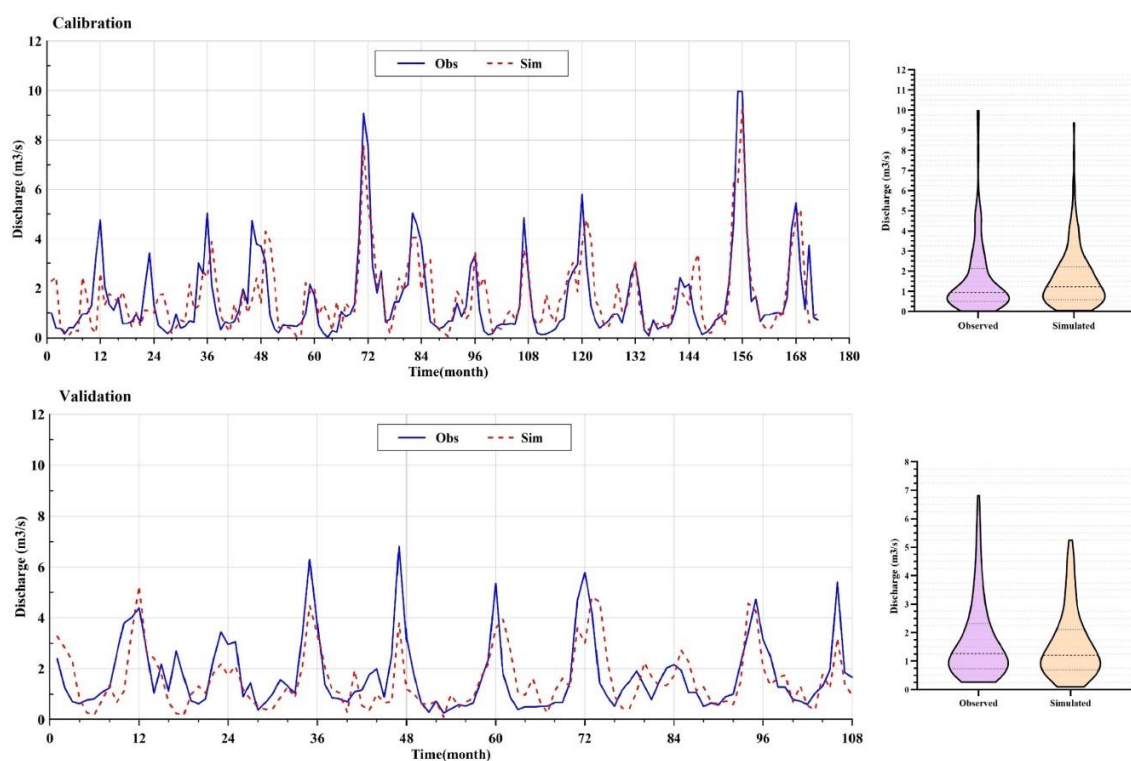 Calibration
Obs Sim
Discharge (m3/s)
12
10
8
6
4
2
0
0 12 24 36 48 60 72 84 96 108 120 132 144 156 168 180
Time(month)
Discharge (m3/s)
12
11
10
9
8
7
6
5
4
3
2
1
0
Observed Simulated
Validation
Obs Sim
Discharge (m3/s)
12
10
8
6
4
2
0
0 12 24 36 48 60 72 84 96 108
Time(month)
Discharge (m3/s)
8
7
6
5
4
3
2
1
0
Observed Simulated